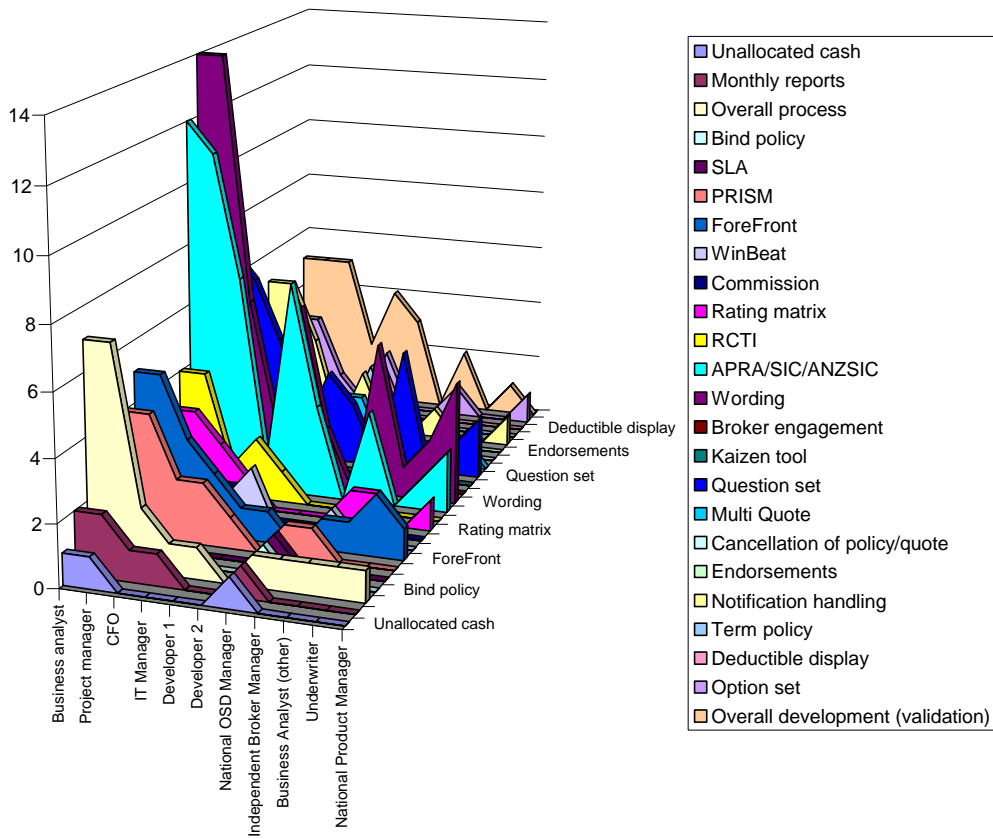 14
12
10
8
6
4
2
0
Business analyst
Project manager
CFO
IT Manager
Developer 1
Developer 2
National OSD Manager
Independent Broker Manager
Business Analyst (other)
Underwriter
National Product Manager
Deductible display
Endorsements
Question set
Wording
Rating matrix
ForeFront
Bind policy
Unallocated cash
Unallocated cash
Monthly reports
Overall process
Bind policy
SLA
PRISM
ForeFront
WinBeat
Commission
Rating matrix
RCTI
APRA/SIC/ANZSIC
Wording
Broker engagement
Kaizen tool
Question set
Multi Quote
Cancellation of policy/quote
Endorsements
Notification handling
Term policy
Deductible display
Option set
Overall development (validation)